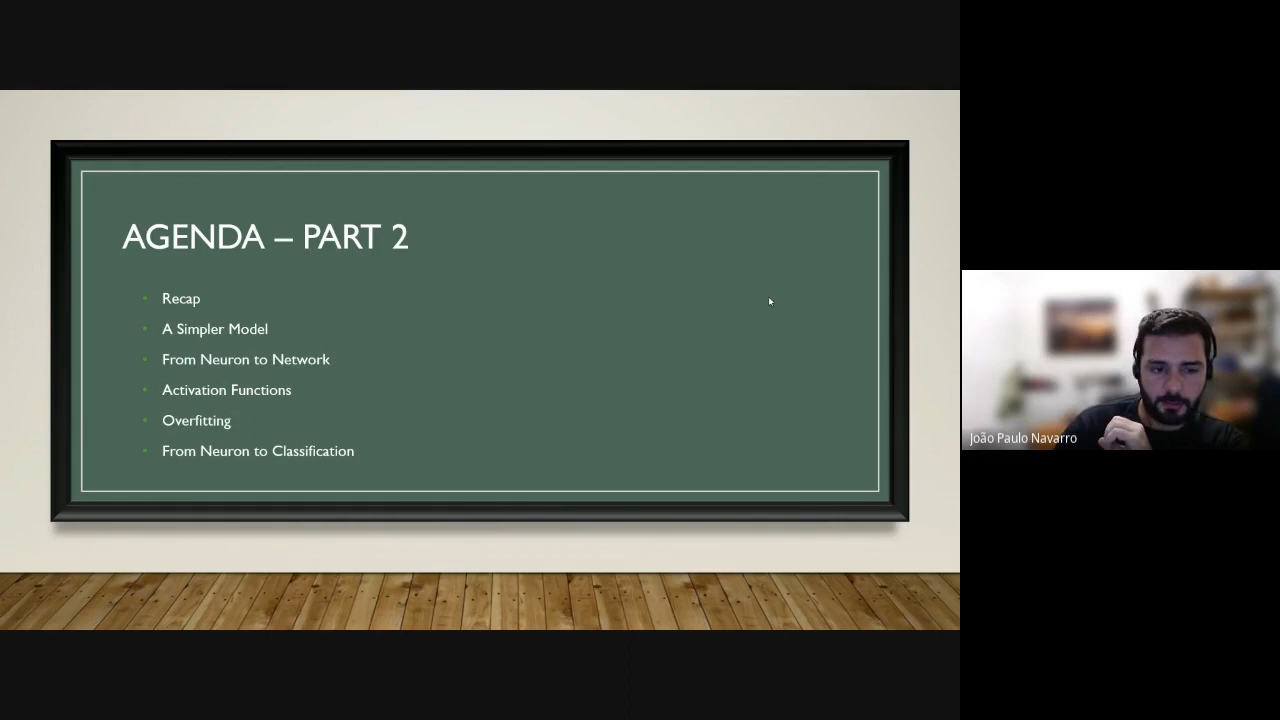 AGENDA – PART 2
• Recap
• A Simpler Model
• From Neuron to Network
• Activation Functions
• Overfitting
• From Neuron to Classification
João Paulo Navarro